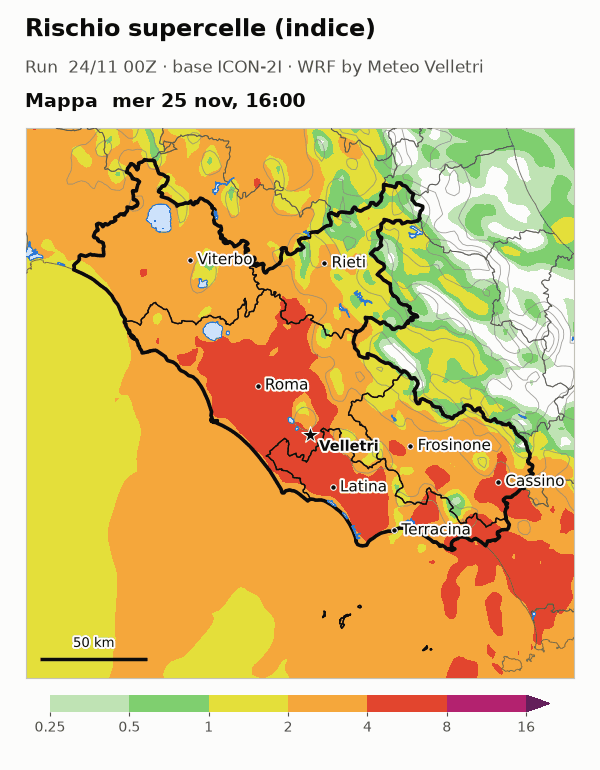 Rischio supercelle (indice)
Run  24/11 00Z · base ICON-2I · WRF by Meteo Velletri
Mappa  mer 25 nov, 16:00
Viterbo
Rieti
Roma
Velletri
Frosinone
Latina
Cassino
Terracina
50 km
0.25 0.5 1 2 4 8 16